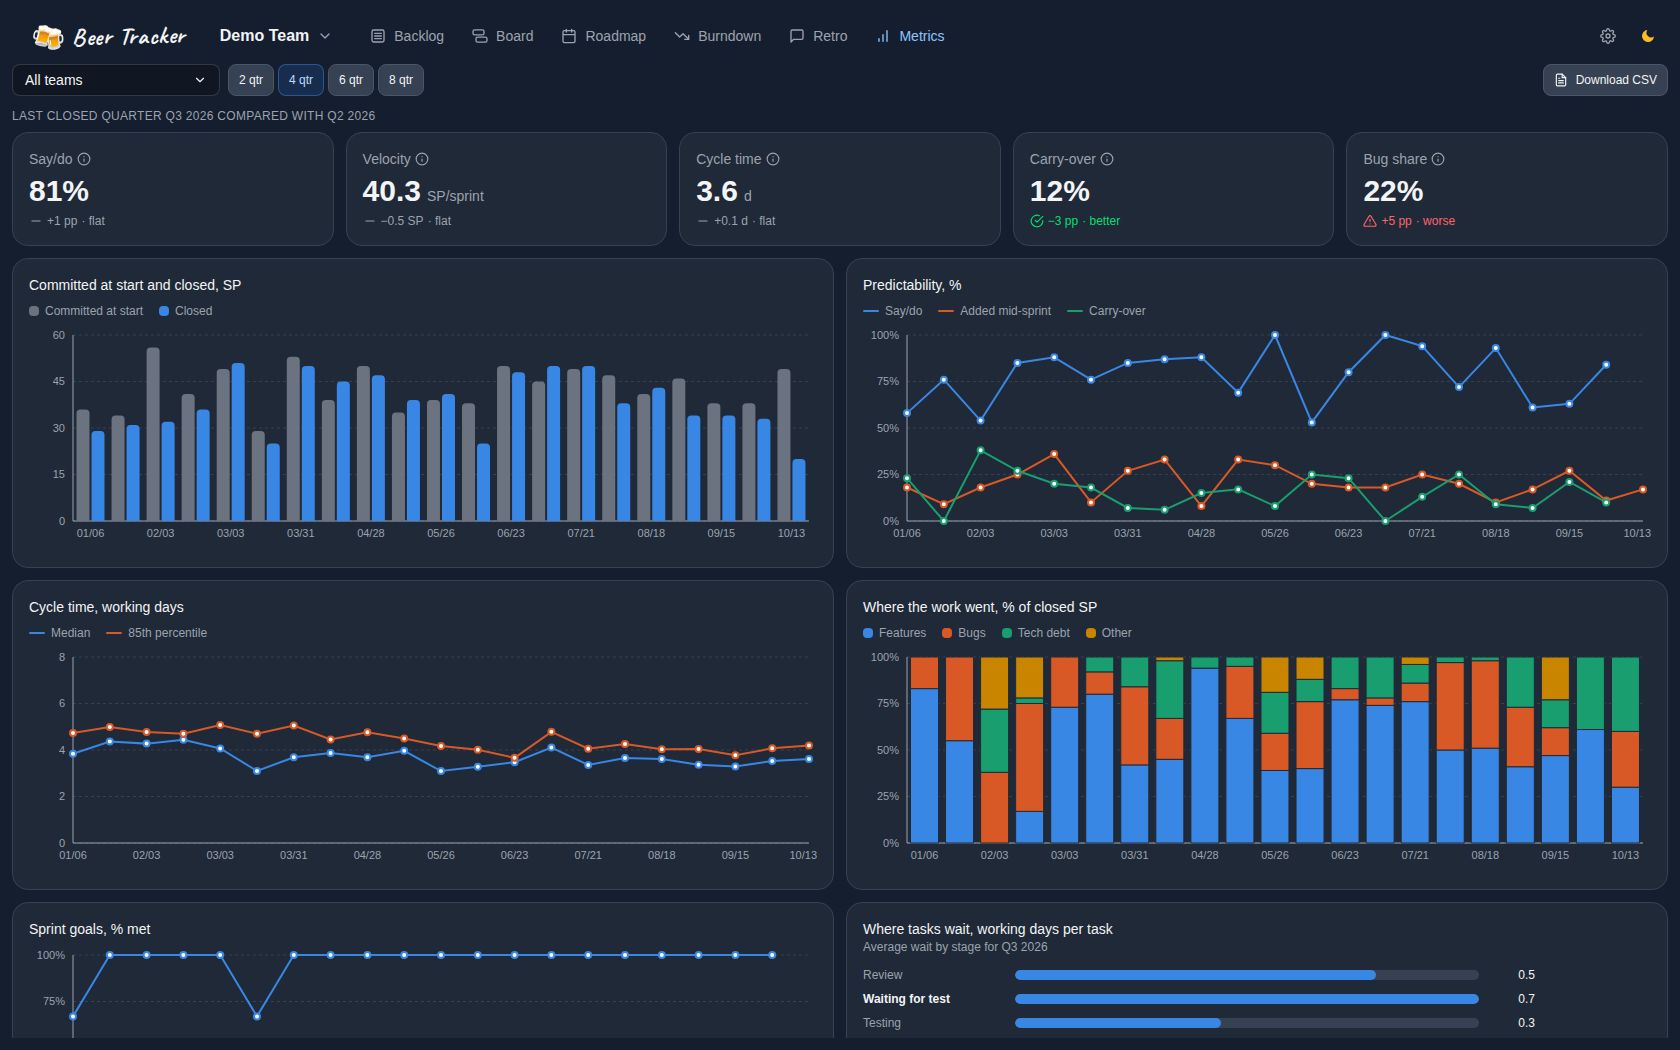 Beer Tracker
Demo Team
Backlog
Board
Roadmap
Burndown
Retro
Metrics
All teams
2 qtr
4 qtr
6 qtr
8 qtr
Download CSV
LAST CLOSED QUARTER Q3 2026 COMPARED WITH Q2 2026
Say/do
81%
+1 pp · flat
Velocity
40.3 SP/sprint
−0.5 SP · flat
Cycle time
3.6 d
+0.1 d · flat
Carry-over
12%
−3 pp · better
Bug share
22%
+5 pp · worse
Committed at start and closed, SP
Committed at start
Closed
60
45
30
15
0
01/06 02/03 03/03 03/31 04/28 05/26 06/23 07/21 08/18 09/15 10/13
Predictability, %
Say/do
Added mid-sprint
Carry-over
100%
75%
50%
25%
0%
01/06 02/03 03/03 03/31 04/28 05/26 06/23 07/21 08/18 09/15 10/13
Cycle time, working days
Median
85th percentile
8
6
4
2
0
01/06 02/03 03/03 03/31 04/28 05/26 06/23 07/21 08/18 09/15 10/13
Where the work went, % of closed SP
Features
Bugs
Tech debt
Other
100%
75%
50%
25%
0%
01/06 02/03 03/03 03/31 04/28 05/26 06/23 07/21 08/18 09/15 10/13
Sprint goals, % met
100%
75%
Where tasks wait, working days per task
Average wait by stage for Q3 2026
Review 0.5
Waiting for test 0.7
Testing 0.3